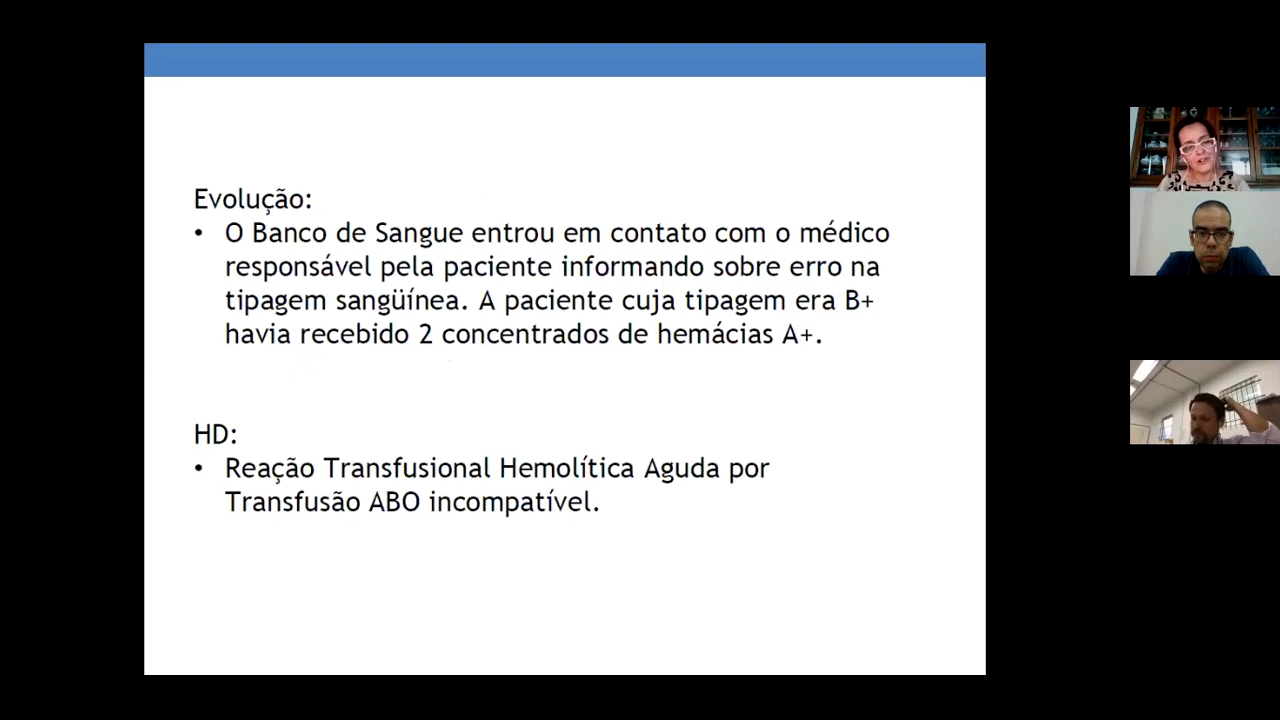 Evolução:
• O Banco de Sangue entrou em contato com o médico
responsável pela paciente informando sobre erro na
tipagem sangüínea. A paciente cuja tipagem era B+
havia recebido 2 concentrados de hemácias A+.
HD:
• Reação Transfusional Hemolítica Aguda por
Transfusão ABO incompatível.